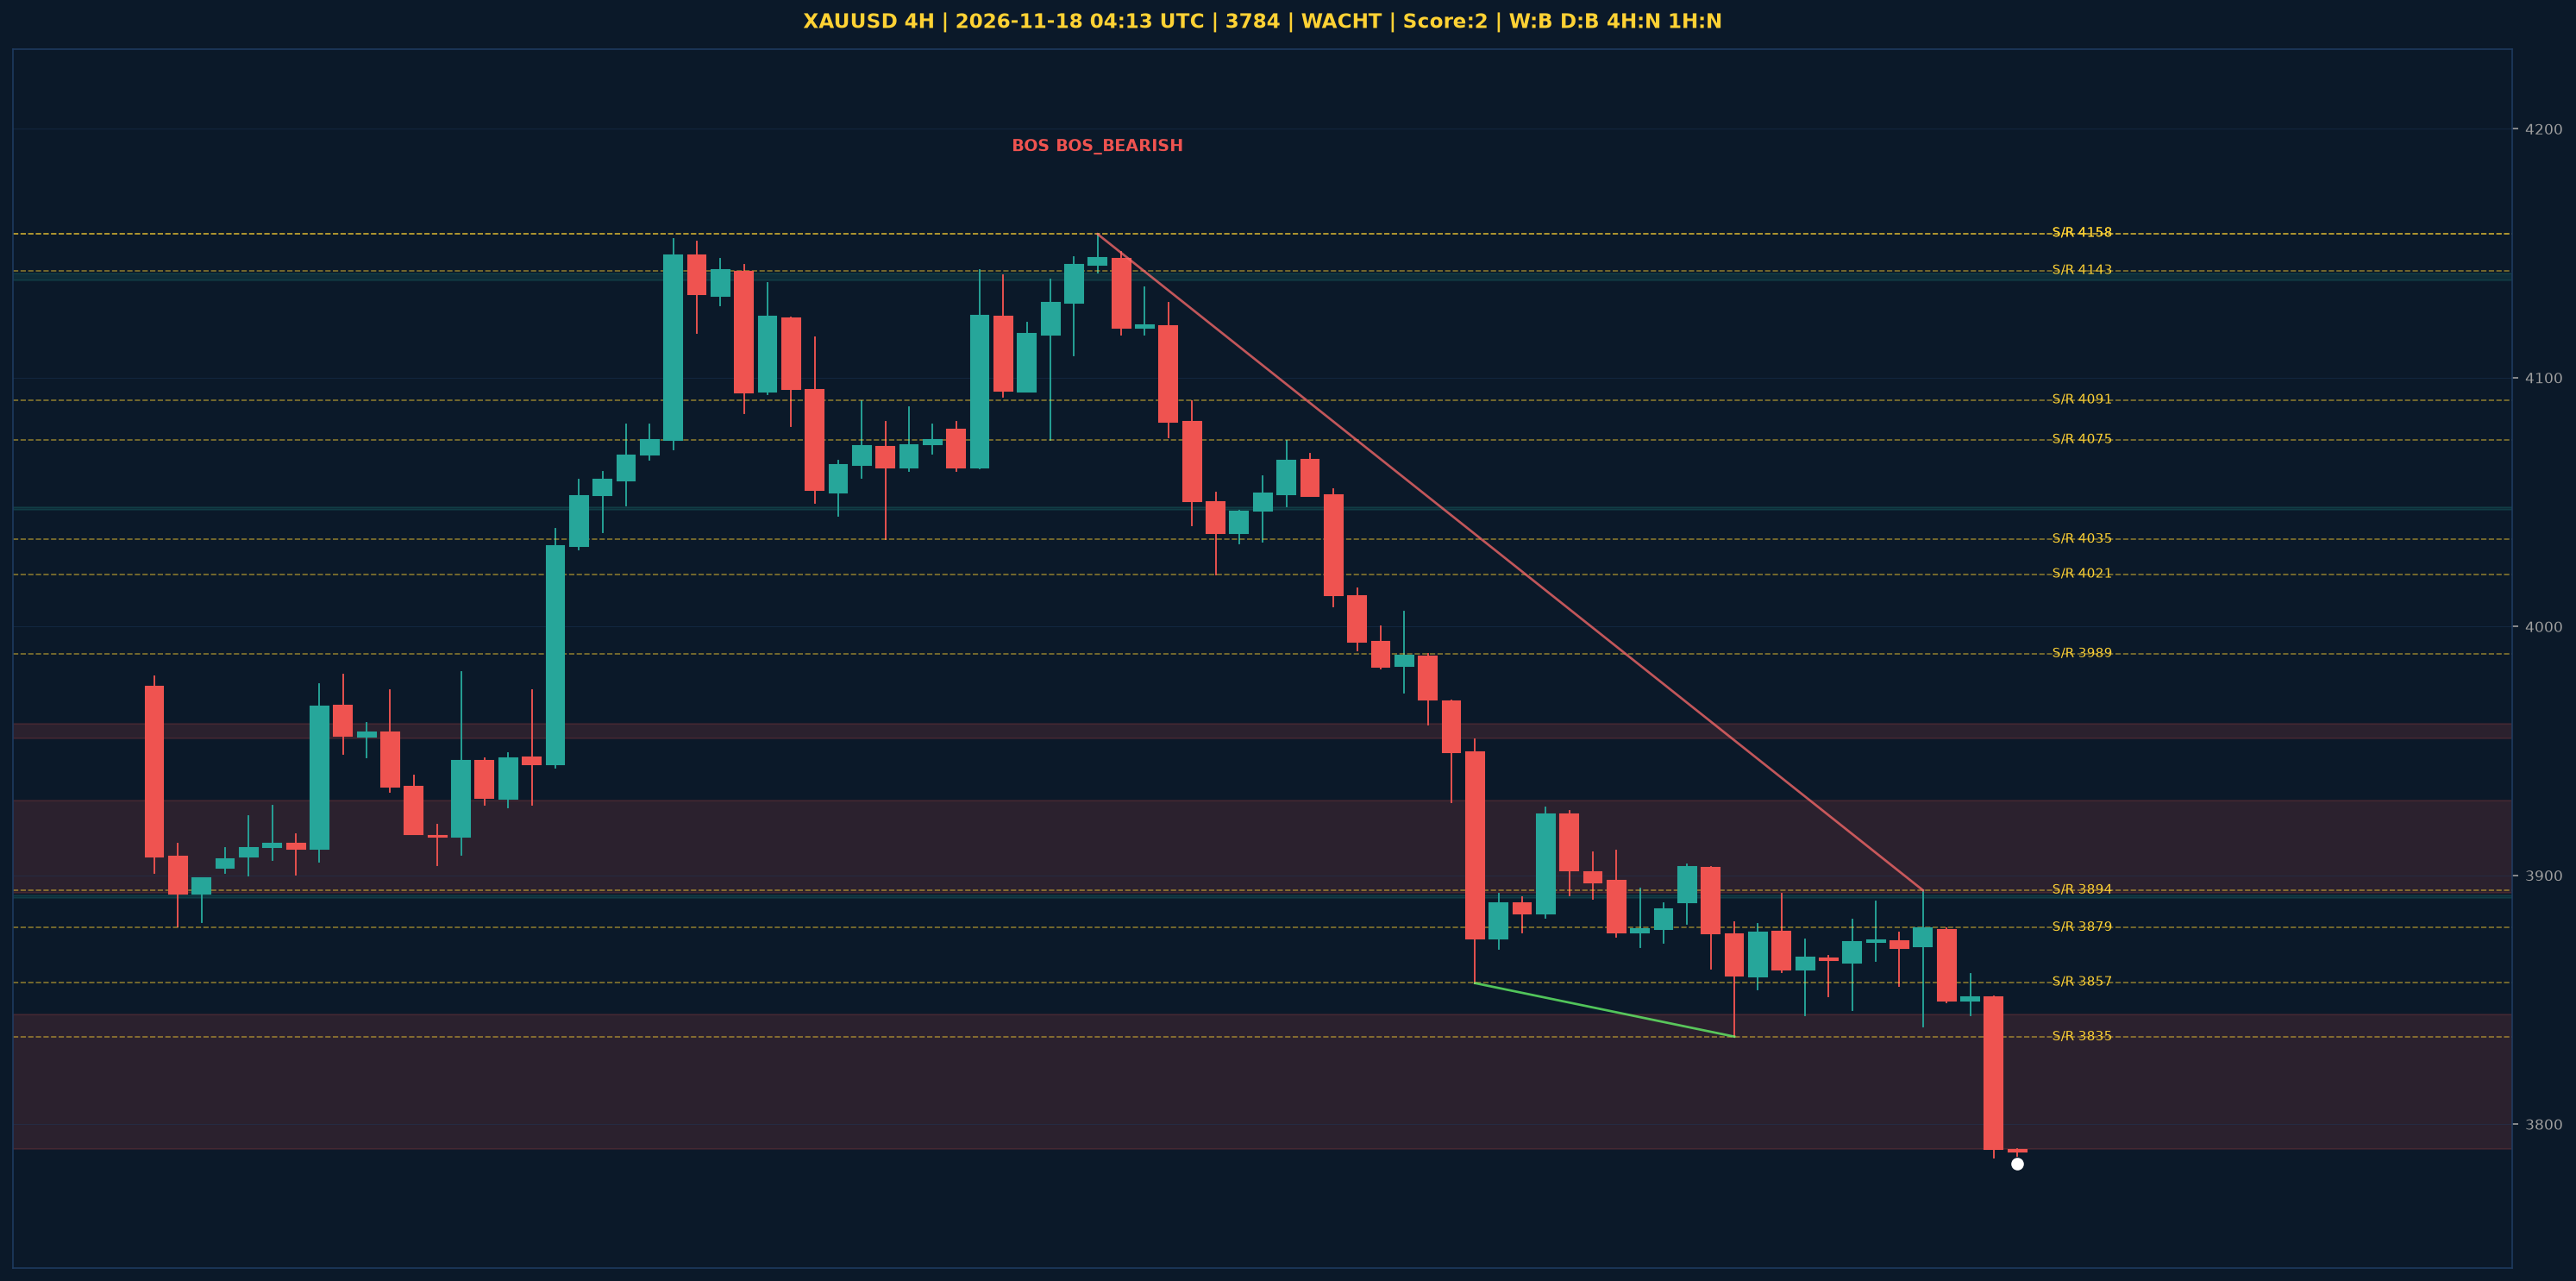 XAUUSD 4H | 2026-11-18 04:13 UTC | 3784 | WACHT | Score:2 | W:B D:B 4H:N 1H:N
4200
BOS BOS_BEARISH
S/R 4158
S/R 4143
4100
S/R 4091
S/R 4075
S/R 4035
S/R 4021
4000
S/R 3989
3900
S/R 3894
S/R 3879
S/R 3857
S/R 3835
3800